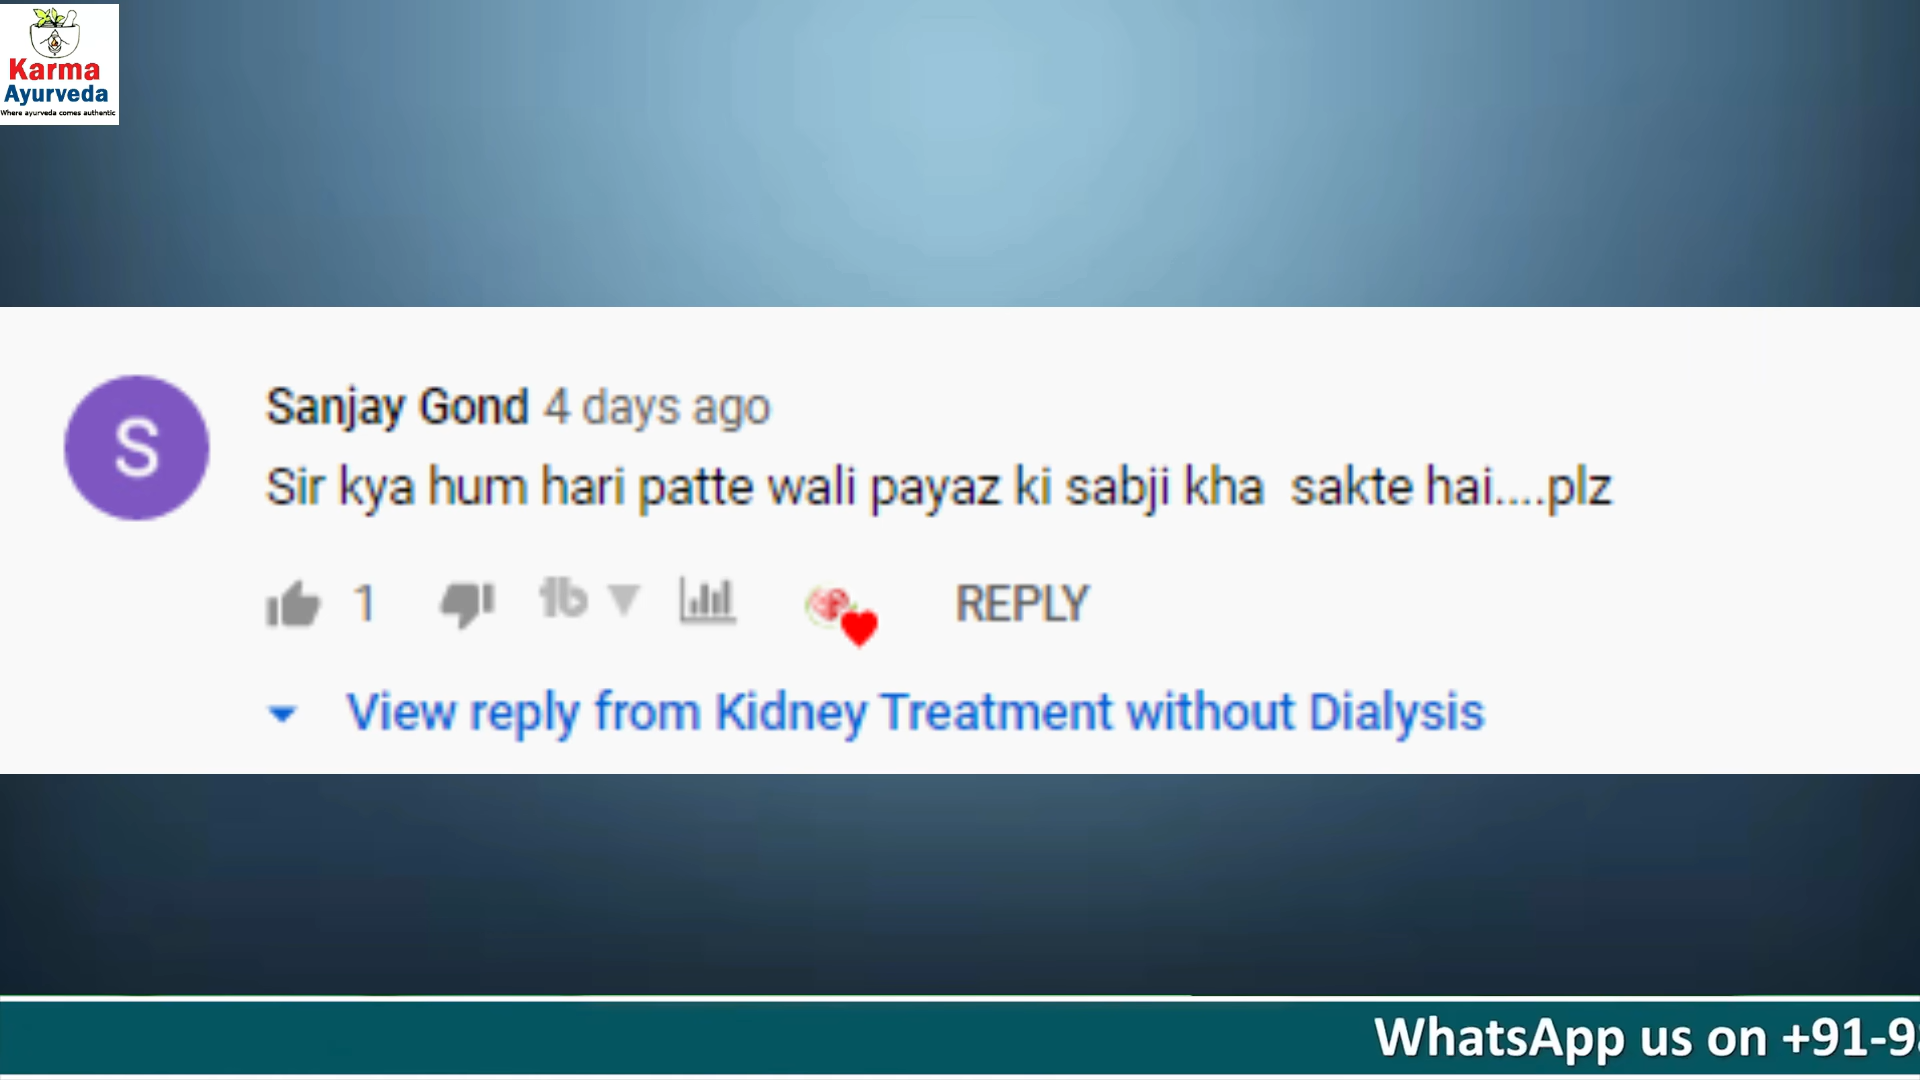 Karma
Ayurveda
Where ayurveda comes authentic
S
Sanjay Gond 4 days ago
Sir kya hum hari patte wali payaz ki sabji kha sakte hai....plz
1
REPLY
View reply from Kidney Treatment without Dialysis
WhatsApp us on +91-9